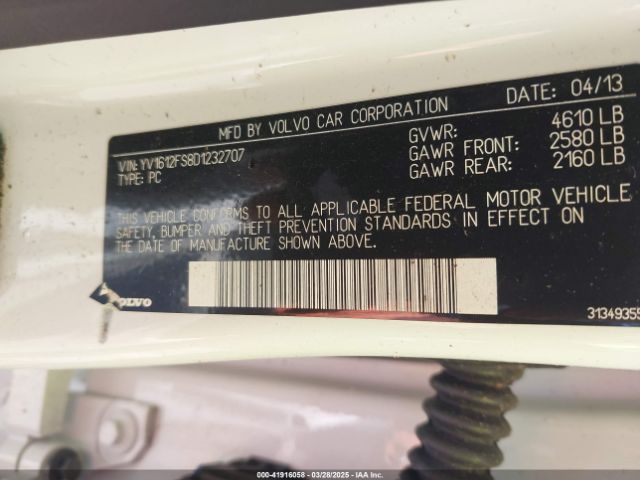 MFD BY VOLVO CAR CORPORATION DATE: 04/13
VIN: YV1612FS8D1232707 GVWR: 4610 LB
TYPE: PC GAWR FRONT: 2580 LB
GAWR REAR: 2160 LB
THIS VEHICLE CONFORMS TO ALL APPLICABLE FEDERAL MOTOR VEHICLE
SAFETY, BUMPER AND THEFT PREVENTION STANDARDS IN EFFECT ON
THE DATE OF MANUFACTURE SHOWN ABOVE.
VOLVO 31349355
000-41916058 — 03/28/2025 — IAA Inc.